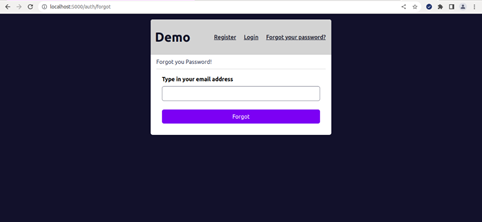 localhost:5000/auth/forgot
Demo Register Login Forgot your password?
Forgot you Password!
Type in your email address
Forgot